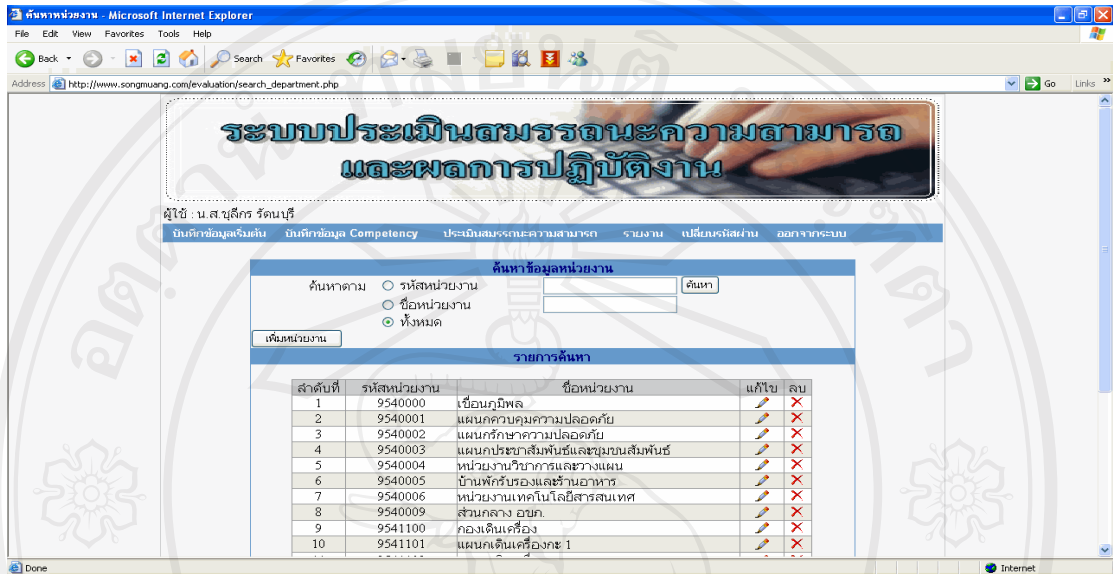 ค้นหาหน่วยงาน - Microsoft Internet Explorer
File Edit View Favorites Tools Help
Back Search Favorites
Address http://www.songmuang.com/evaluation/search_department.php Go Links »
ระบบประเมินสมรรถนะความสามารถ
และผลการปฏิบัติงาน
ผู้ใช้ : น.ส.ชุลีกร รัตนบุรี
บันทึกข้อมูลเริ่มต้น บันทึกข้อมูล Competency ประเมินสมรรถนะความสามารถ รายงาน เปลี่ยนรหัสผ่าน ออกจากระบบ
ค้นหาข้อมูลหน่วยงาน
ค้นหาตาม รหัสหน่วยงาน ค้นหา
ชื่อหน่วยงาน
ทั้งหมด
เพิ่มหน่วยงาน
รายการค้นหา
ลำดับที่ รหัสหน่วยงาน ชื่อหน่วยงาน แก้ไข ลบ
1 9540000 เขื่อนภูมิพล
2 9540001 แผนกควบคุมความปลอดภัย
3 9540002 แผนกรักษาความปลอดภัย
4 9540003 แผนกประชาสัมพันธ์และชุมชนสัมพันธ์
5 9540004 หน่วยงานวิชาการและวางแผน
6 9540005 บ้านพักรับรองและร้านอาหาร
7 9540006 หน่วยงานเทคโนโลยีสารสนเทศ
8 9540009 ส่วนกลาง อขภ.
9 9541100 กองเดินเครื่อง
10 9541101 แผนกเดินเครื่องกะ 1
Done Internet